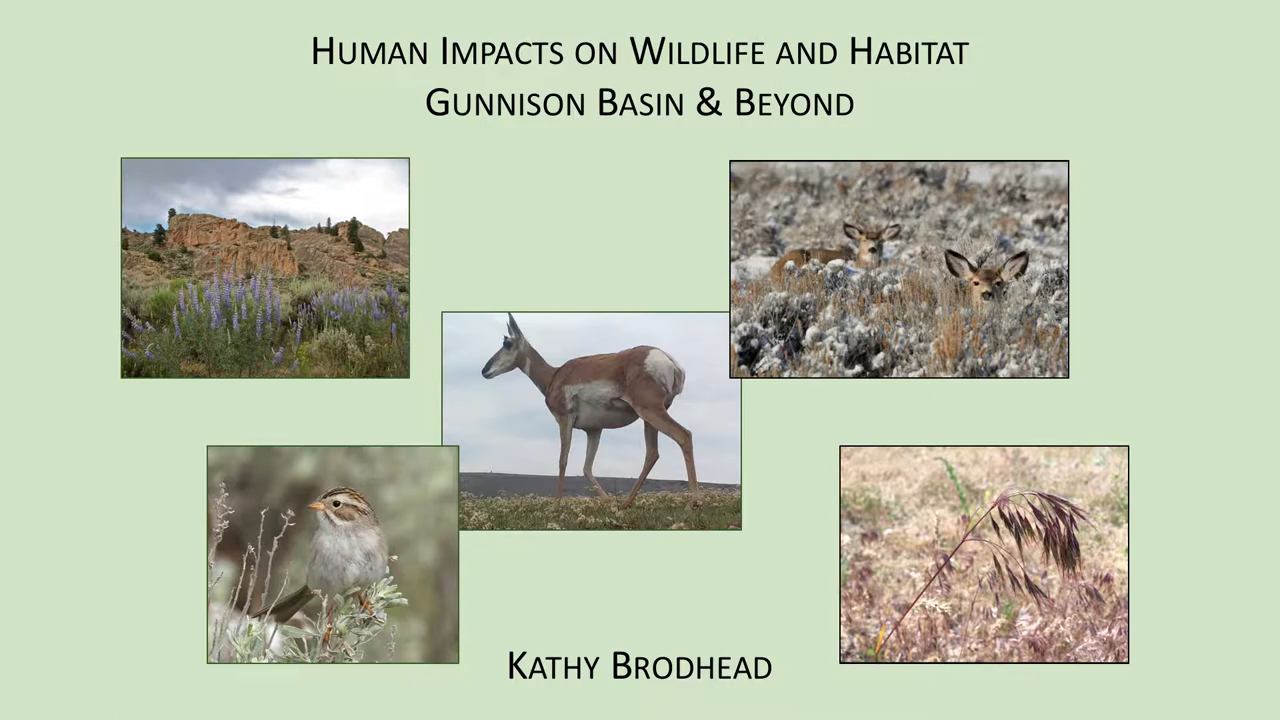 Human Impacts on Wildlife and Habitat
Gunnison Basin & Beyond
Kathy Brodhead